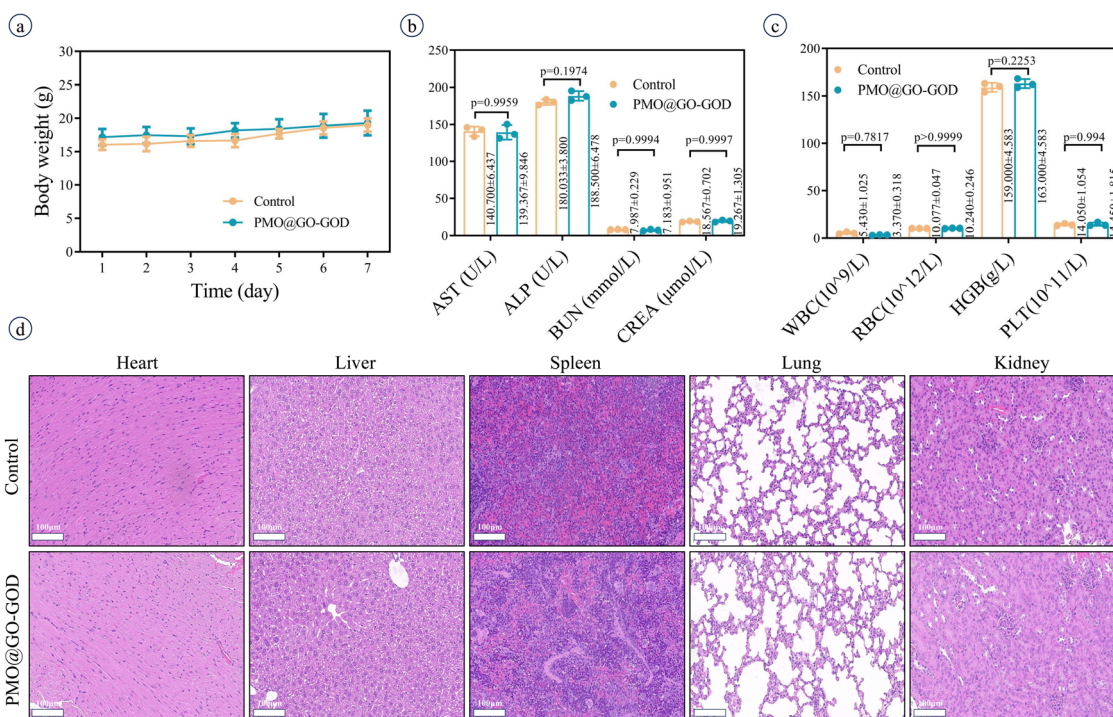 a
Body weight (g)
30
25
20
15
10
5
0
1 2 3 4 5 6 7
Time (day)
Control
PMO@GO-GOD
b
250
200
150
100
50
0
Control
PMO@GO-GOD
p=0.9959
p=0.1974
p=0.9994
p=0.9997
140.700±6.437
139.367±9.846
180.033±3.800
188.500±6.478
7.987±0.229
7.183±0.951
18.567±0.702
19.267±1.305
AST (U/L)
ALP (U/L)
BUN (mmol/L)
CREA (μmol/L)
c
200
150
100
50
0
Control
PMO@GO-GOD
p=0.7817
p>0.9999
p=0.2253
p=0.994
5.430±1.025
3.370±0.318
10.077±0.047
10.240±0.246
159.000±4.583
163.000±4.583
14.050±1.054
WBC(10^9/L)
RBC(10^12/L)
HGB(g/L)
PLT(10^11/L)
d
Heart Liver Spleen Lung Kidney
Control
100μm 100μm 100μm 100μm 100μm
PMO@GO-GOD
100μm 100μm 100μm 100μm 100μm